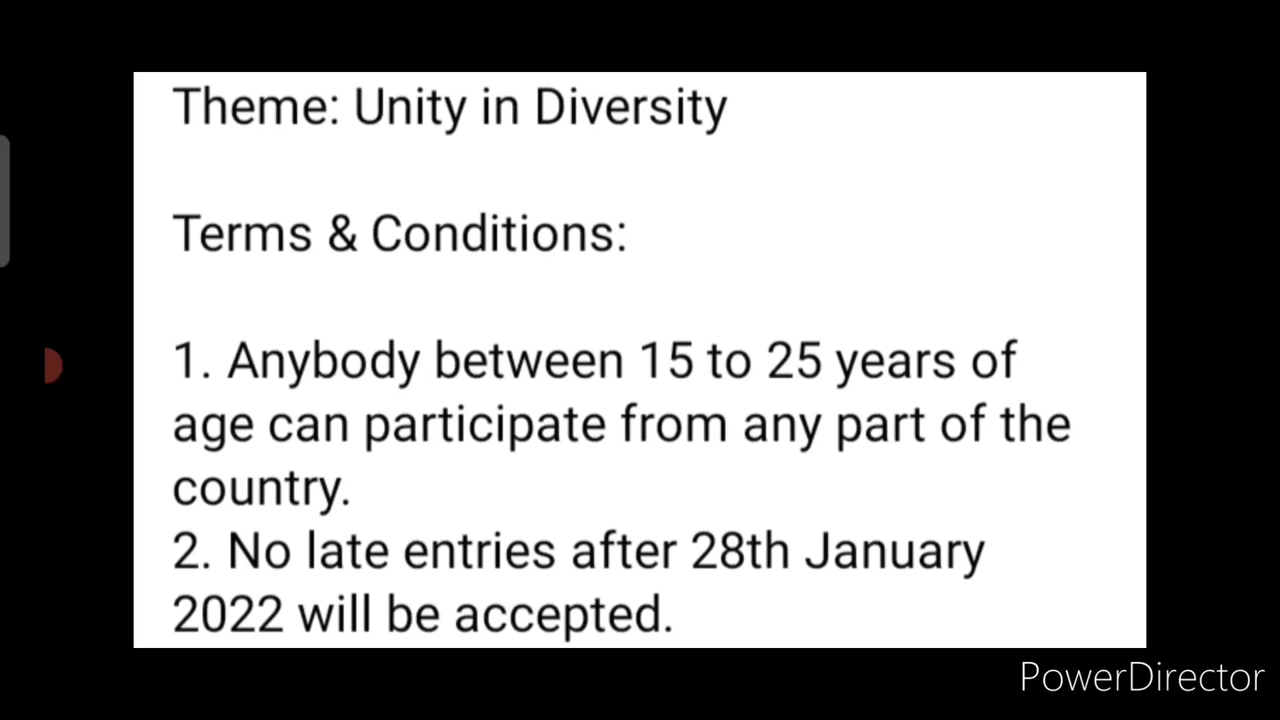 Theme: Unity in Diversity
Terms & Conditions:
1. Anybody between 15 to 25 years of
age can participate from any part of the
country.
2. No late entries after 28th January
2022 will be accepted.
PowerDirector